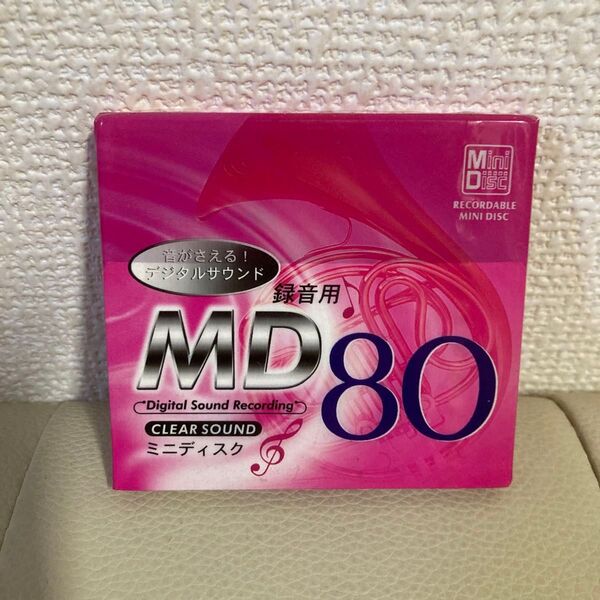 Mini
Disc
RECORDABLE
MINI DISC
音がさえる!
デジタルサウンド
録音用
MD80
"Digital Sound Recording"
CLEAR SOUND
ミニディスク